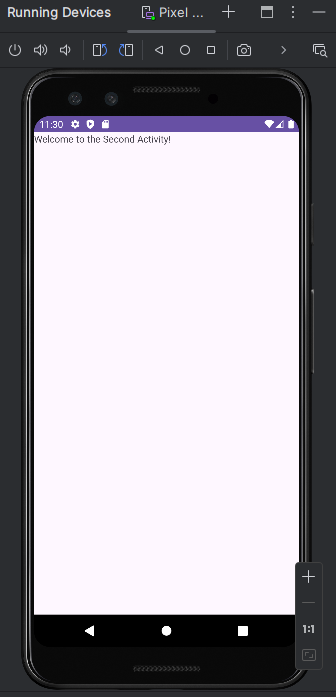 Running Devices
Pixel ...
11:30
Welcome to the Second Activity!
1:1